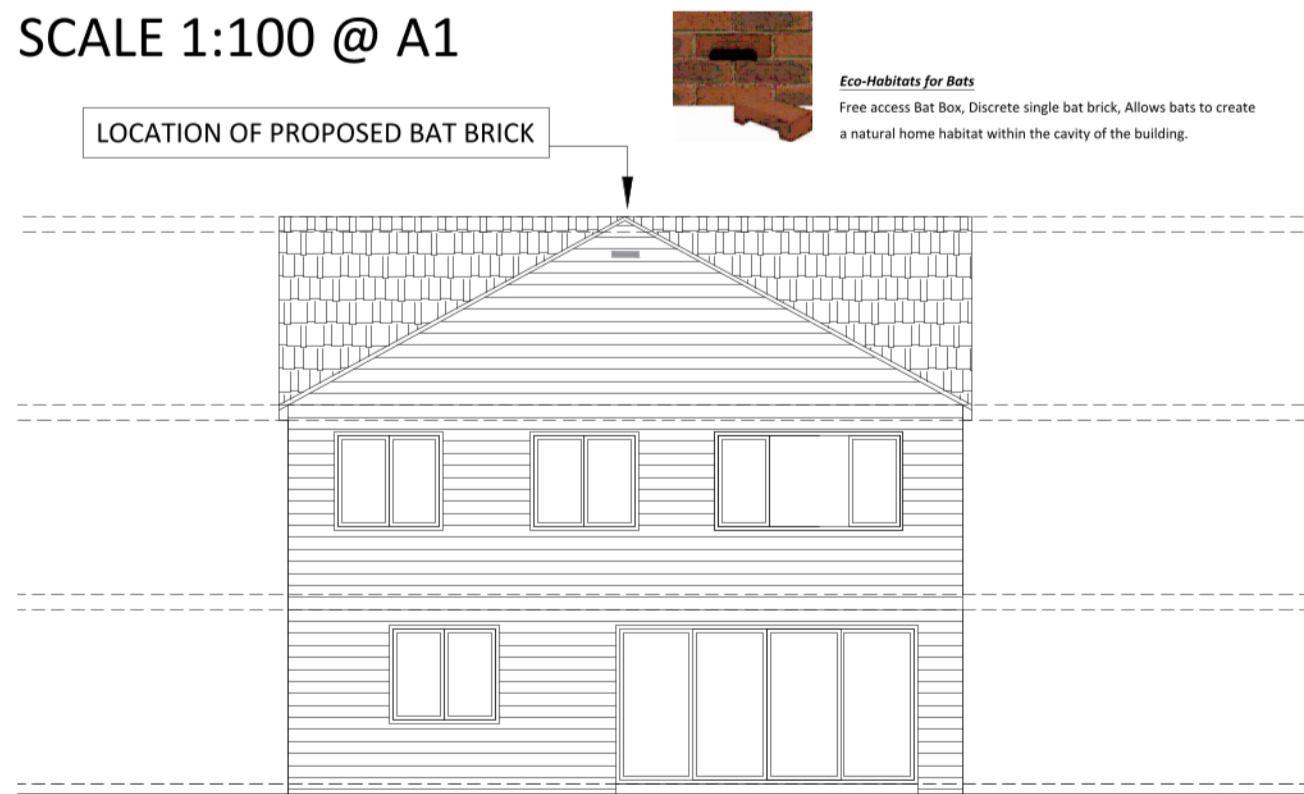 SCALE 1:100 @ A1
Eco-Habitats for Bats
Free access Bat Box, Discrete single bat brick, Allows bats to create
a natural home habitat within the cavity of the building.
LOCATION OF PROPOSED BAT BRICK